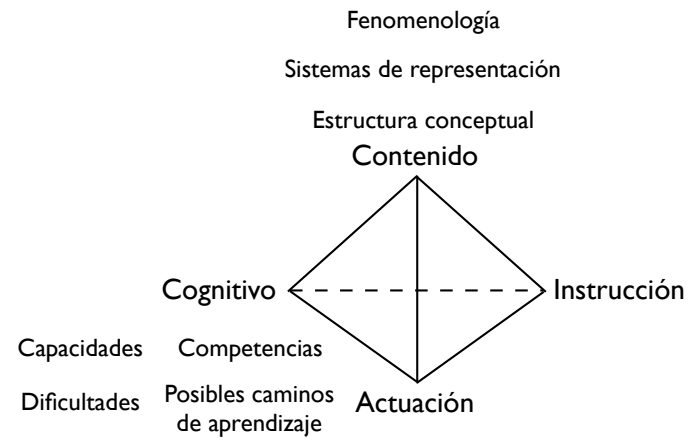 Fenomenología
Sistemas de representación
Estructura conceptual
Contenido
Cognitivo
Instrucción
Capacidades
Competencias
Dificultades
Posibles caminos
de aprendizaje
Actuación